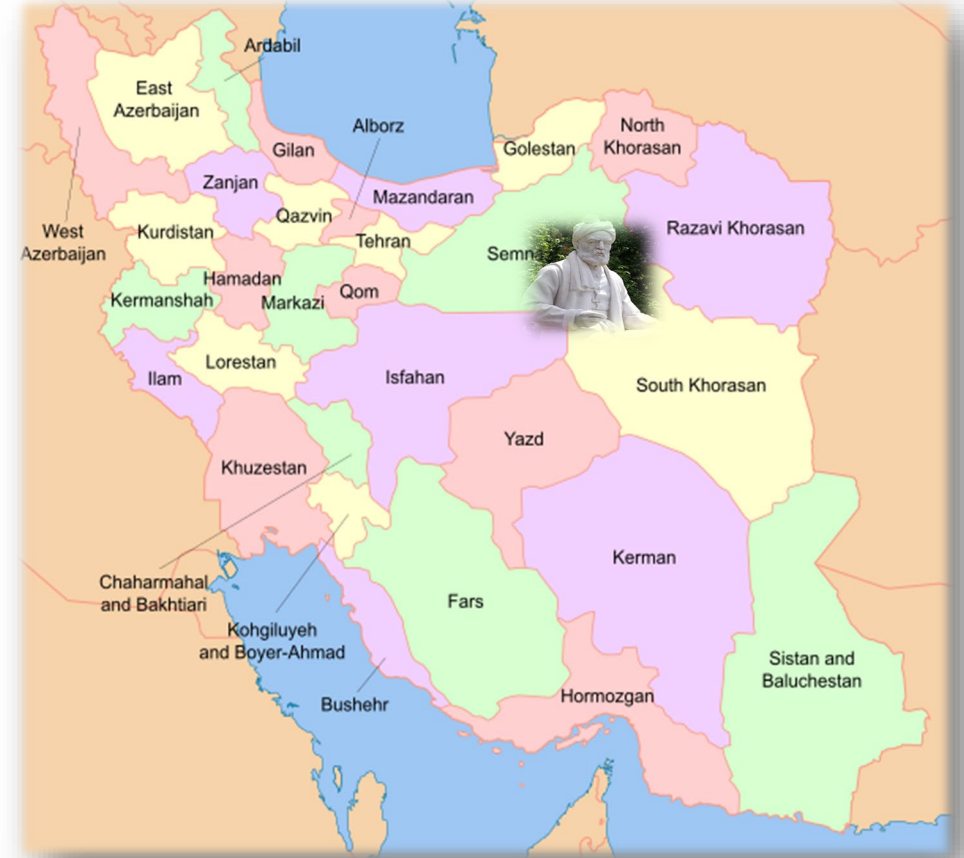 Ardabil
East
Azerbaijan
Alborz
North
Khorasan
Golestan
Gilan
Zanjan
Mazandaran
Qazvin
Razavi Khorasan
West
Azerbaijan
Kurdistan
Tehran
Semn
Hamadan
Qom
Kermanshah
Markazi
Lorestan
Ilam
Isfahan
South Khorasan
Yazd
Khuzestan
Kerman
Chaharmahal
and Bakhtiari
Fars
Kohgiluyeh
and Boyer-Ahmad
Sistan and
Baluchestan
Hormozgan
Bushehr